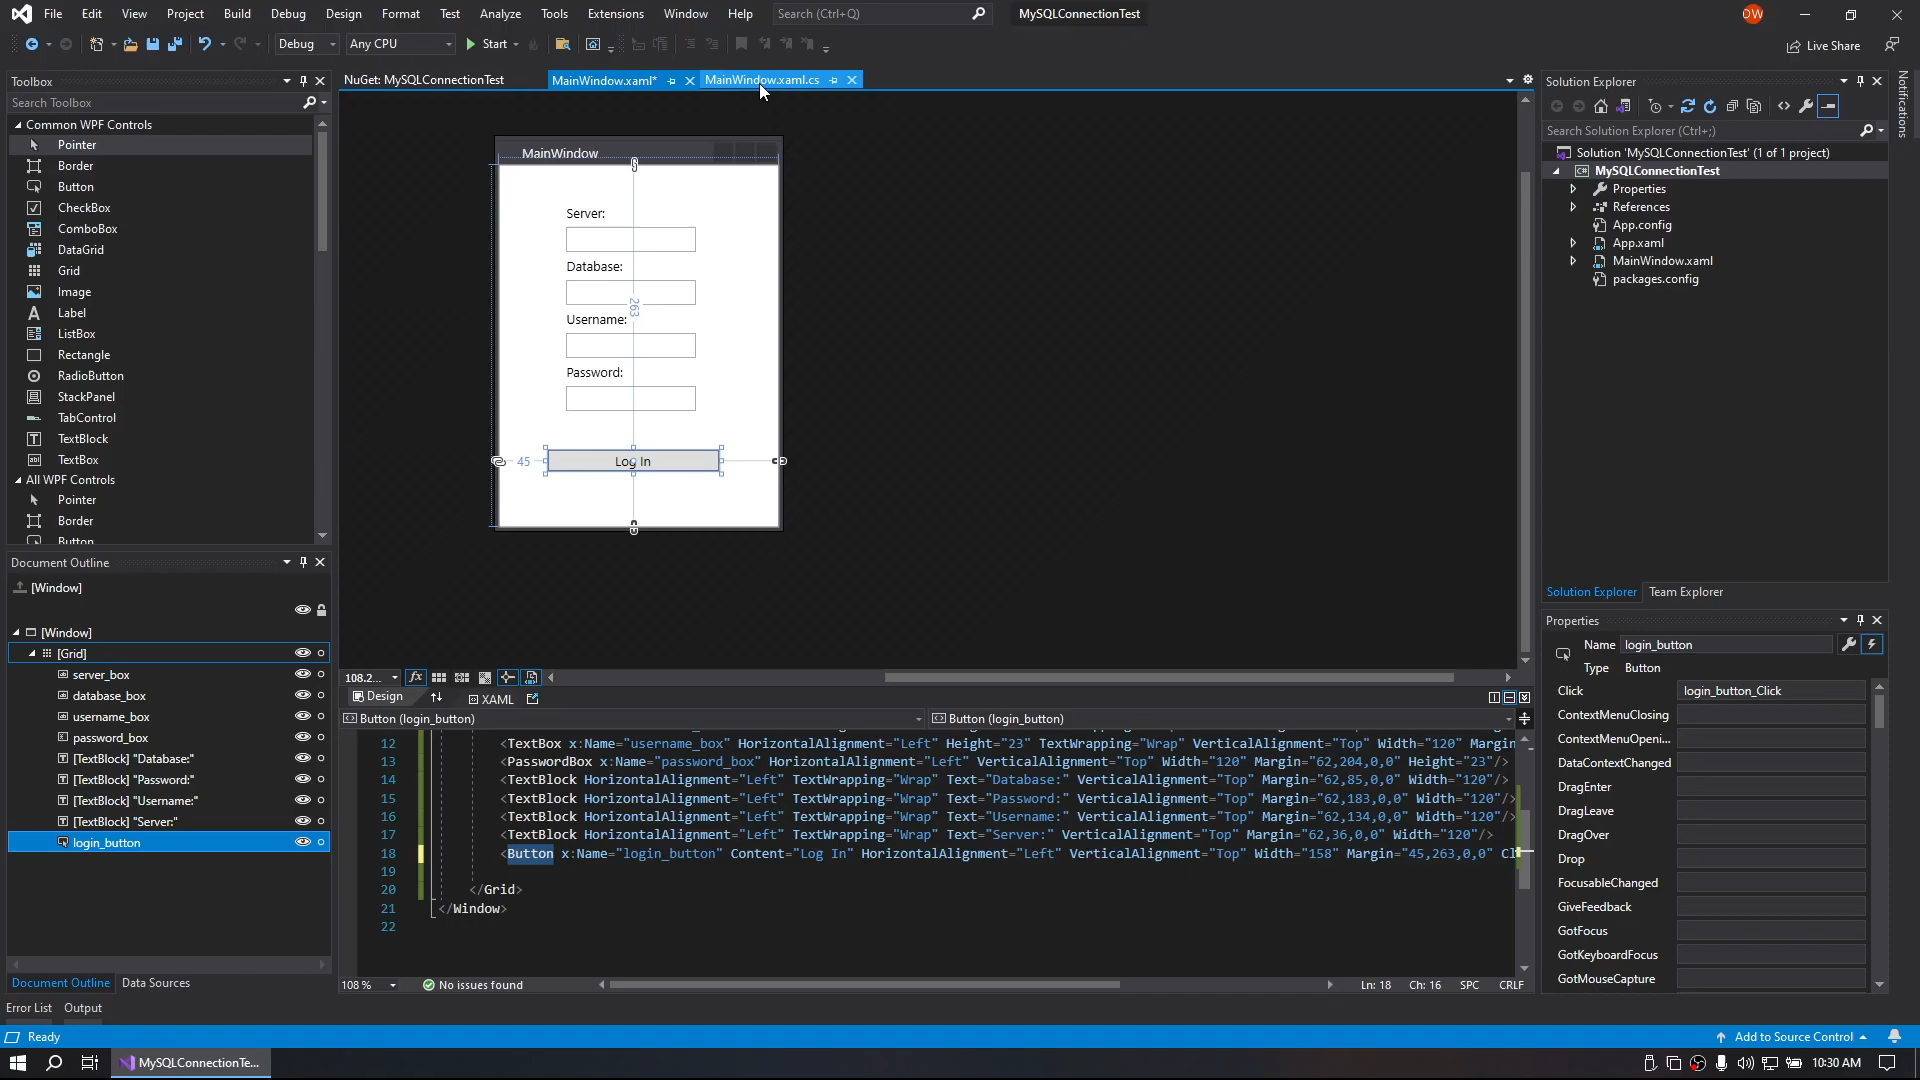 File Edit View Project Build Debug Design Format Test Analyze Tools Extensions Window Help Search (Ctrl+Q) MySQLConnectionTest DW
Debug Any CPU Start Live Share
Toolbox
Search Toolbox
Common WPF Controls
Pointer
Border
Button
CheckBox
ComboBox
DataGrid
Grid
Image
Label
ListBox
Rectangle
RadioButton
StackPanel
TabControl
TextBlock
TextBox
All WPF Controls
Pointer
Border
Button
Document Outline
[Window]
[Window]
[Grid]
server_box
database_box
username_box
password_box
[TextBlock] "Database:"
[TextBlock] "Password:"
[TextBlock] "Username:"
[TextBlock] "Server:"
login_button
Document Outline Data Sources
Error List Output
NuGet: MySQLConnectionTest MainWindow.xaml* MainWindow.xaml.cs
MainWindow
Server:
Database:
263
Username:
Password:
45 Log In
108.2... fx
Design XAML
Button (login_button) Button (login_button)
12 <TextBox x:Name="username_box" HorizontalAlignment="Left" Height="23" TextWrapping="Wrap" VerticalAlignment="Top" Width="120" Margin
13 <PasswordBox x:Name="password_box" HorizontalAlignment="Left" VerticalAlignment="Top" Width="120" Margin="62,204,0,0" Height="23"/>
14 <TextBlock HorizontalAlignment="Left" TextWrapping="Wrap" Text="Database:" VerticalAlignment="Top" Margin="62,85,0,0" Width="120"/>
15 <TextBlock HorizontalAlignment="Left" TextWrapping="Wrap" Text="Password:" VerticalAlignment="Top" Margin="62,183,0,0" Width="120"/>
16 <TextBlock HorizontalAlignment="Left" TextWrapping="Wrap" Text="Username:" VerticalAlignment="Top" Margin="62,134,0,0" Width="120"/>
17 <TextBlock HorizontalAlignment="Left" TextWrapping="Wrap" Text="Server:" VerticalAlignment="Top" Margin="62,36,0,0" Width="120"/>
18 <Button x:Name="login_button" Content="Log In" HorizontalAlignment="Left" VerticalAlignment="Top" Width="158" Margin="45,263,0,0" Cl
19
20 </Grid>
21 </Window>
22
108 % No issues found Ln: 18 Ch: 16 SPC CRLF
Solution Explorer
Search Solution Explorer (Ctrl+;)
Solution 'MySQLConnectionTest' (1 of 1 project)
MySQLConnectionTest
Properties
References
App.config
App.xaml
MainWindow.xaml
packages.config
Solution Explorer Team Explorer
Notifications
Properties
Name login_button
Type Button
Click login_button_Click
ContextMenuClosing
ContextMenuOpeni...
DataContextChanged
DragEnter
DragLeave
DragOver
Drop
FocusableChanged
GiveFeedback
GotFocus
GotKeyboardFocus
GotMouseCapture
Ready Add to Source Control
MySQLConnectionTe... 10:30 AM